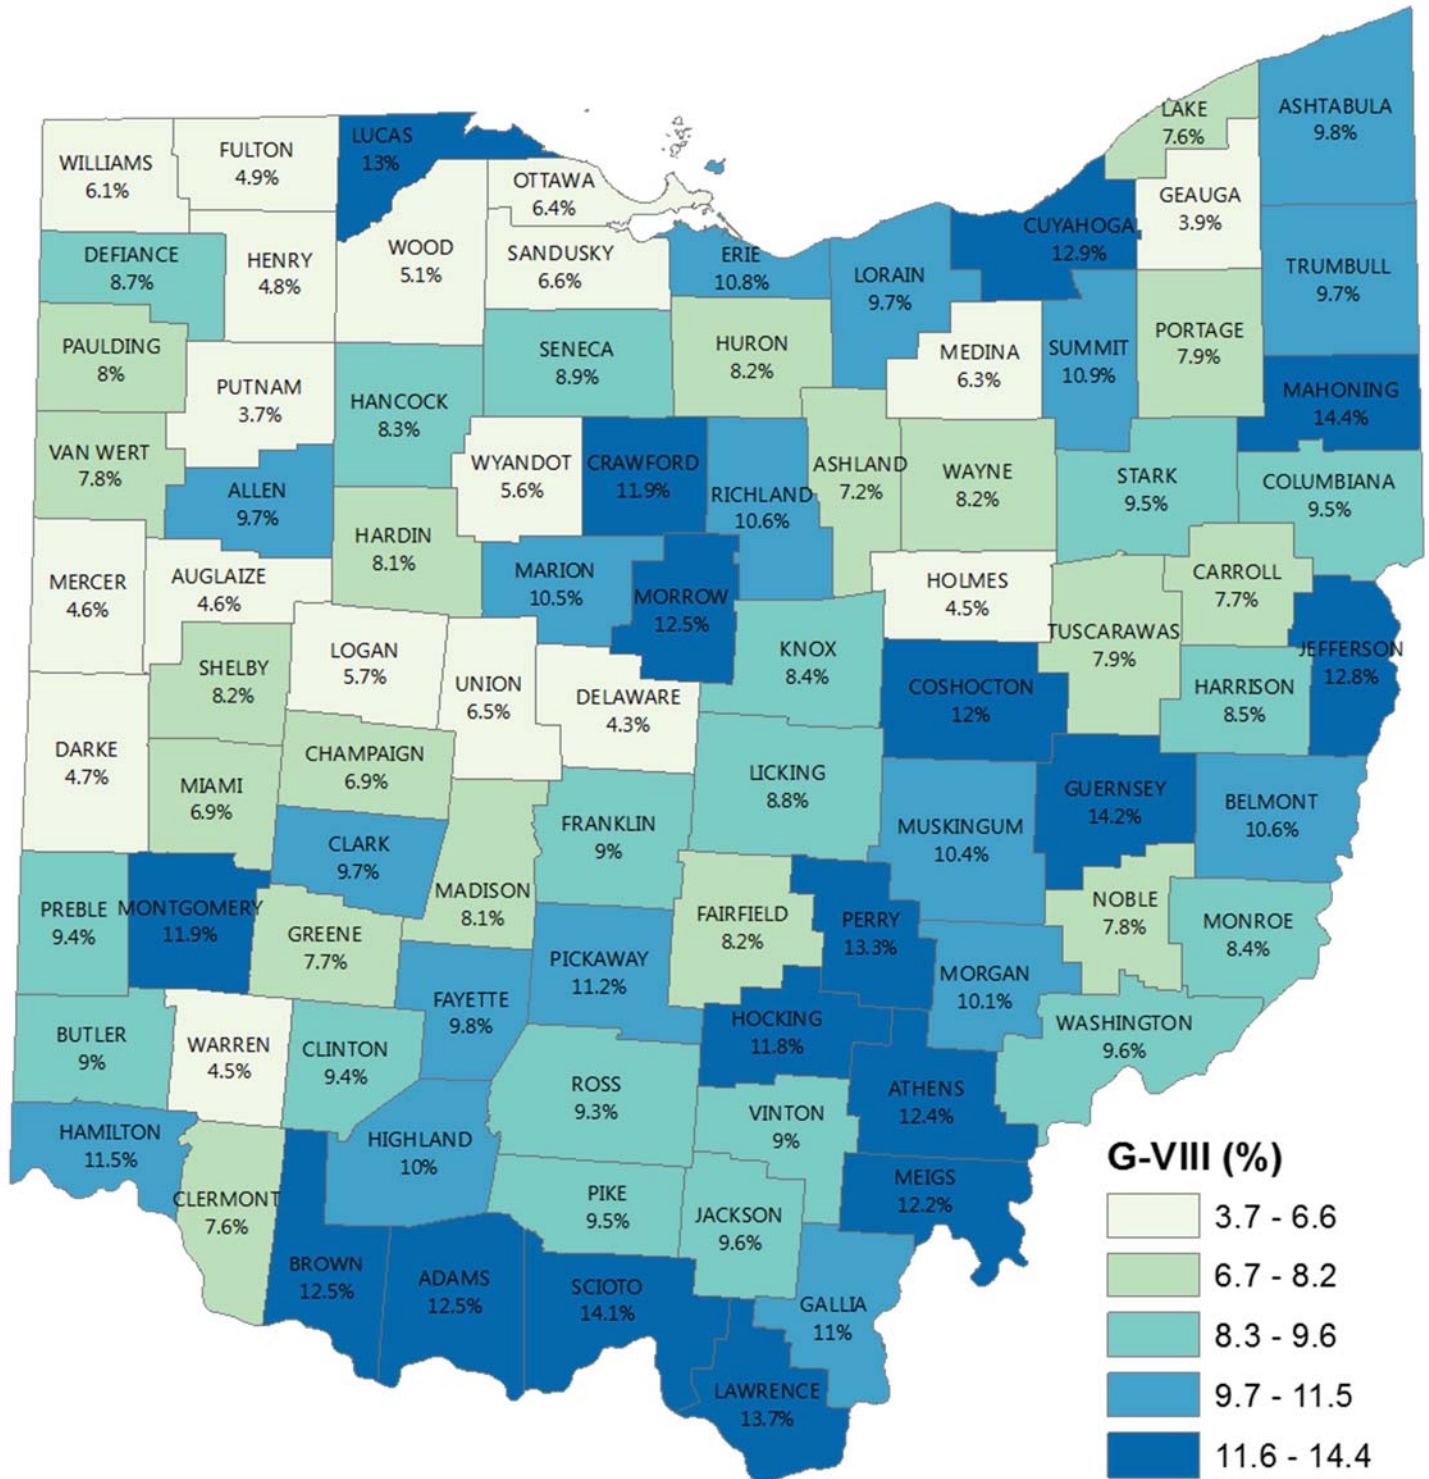 LAKE
7.6%
ASHTABULA
9.8%
WILLIAMS
6.1%
FULTON
4.9%
LUCAS
13%
OTTAWA
6.4%
GEAUGA
3.9%
CUYAHOGA
12.9%
DEFIANCE
8.7%
HENRY
4.8%
WOOD
5.1%
SANDUSKY
6.6%
ERIE
10.8%
LORAIN
9.7%
TRUMBULL
9.7%
PAULDING
8%
PUTNAM
3.7%
HANCOCK
8.3%
SENECA
8.9%
HURON
8.2%
MEDINA
6.3%
SUMMIT
10.9%
PORTAGE
7.9%
MAHONING
14.4%
VAN WERT
7.8%
ALLEN
9.7%
WYANDOT
5.6%
CRAWFORD
11.9%
RICHLAND
10.6%
ASHLAND
7.2%
WAYNE
8.2%
STARK
9.5%
COLUMBIANA
9.5%
HARDIN
8.1%
MERCER
4.6%
AUGLAIZE
4.6%
MARION
10.5%
MORROW
12.5%
HOLMES
4.5%
CARROLL
7.7%
TUSCARAWAS
7.9%
JEFFERSON
12.8%
SHELBY
8.2%
LOGAN
5.7%
UNION
6.5%
DELAWARE
4.3%
KNOX
8.4%
COSHOCTON
12%
HARRISON
8.5%
DARKE
4.7%
MIAMI
6.9%
CHAMPAIGN
6.9%
LICKING
8.8%
GUERNSEY
14.2%
BELMONT
10.6%
CLARK
9.7%
FRANKLIN
9%
MUSKINGUM
10.4%
PREBLE
9.4%
MONTGOMERY
11.9%
GREENE
7.7%
MADISON
8.1%
FAIRFIELD
8.2%
PERRY
13.3%
NOBLE
7.8%
MONROE
8.4%
PICKAWAY
11.2%
MORGAN
10.1%
FAYETTE
9.8%
HOCKING
11.8%
WASHINGTON
9.6%
BUTLER
9%
WARREN
4.5%
CLINTON
9.4%
ROSS
9.3%
VINTON
9%
ATHENS
12.4%
HAMILTON
11.5%
HIGHLAND
10%
MEIGS
12.2%
CLERMONT
7.6%
PIKE
9.5%
JACKSON
9.6%
BROWN
12.5%
ADAMS
12.5%
SCIOTO
14.1%
GALLIA
11%
LAWRENCE
13.7%
G-VIII (%)
3.7 - 6.6
6.7 - 8.2
8.3 - 9.6
9.7 - 11.5
11.6 - 14.4